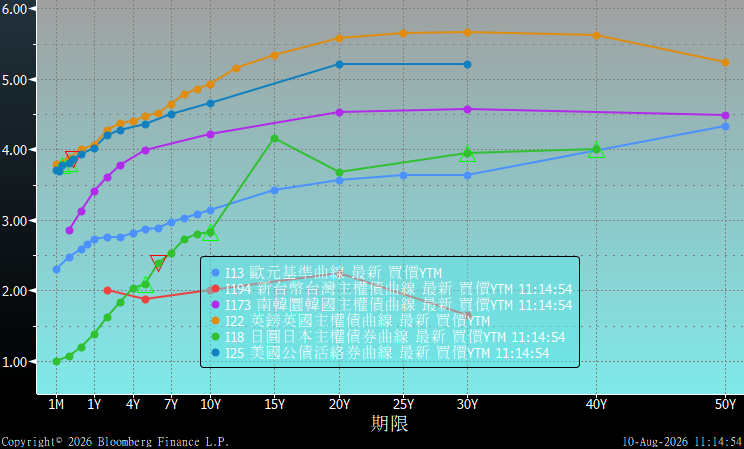 6.00
5.00
4.00
3.00
2.00
1.00
I13 歐元基準曲線 最新 買價YTM
I194 新台幣台灣主權債曲線 最新 買價YTM 11:14:54
I173 南韓圜韓國主權債曲線 最新 買價YTM 11:14:54
I22 英鎊英國主權債曲線 最新 買價YTM
I18 日圓日本主權債券曲線 最新 買價YTM 11:14:54
I25 美國公債活絡券曲線 最新 買價YTM 11:14:54
1M 1Y 4Y 7Y 10Y 15Y 20Y 25Y 30Y 40Y 50Y
期限
Copyright© 2026 Bloomberg Finance L.P. 10-Aug-2026 11:14:54